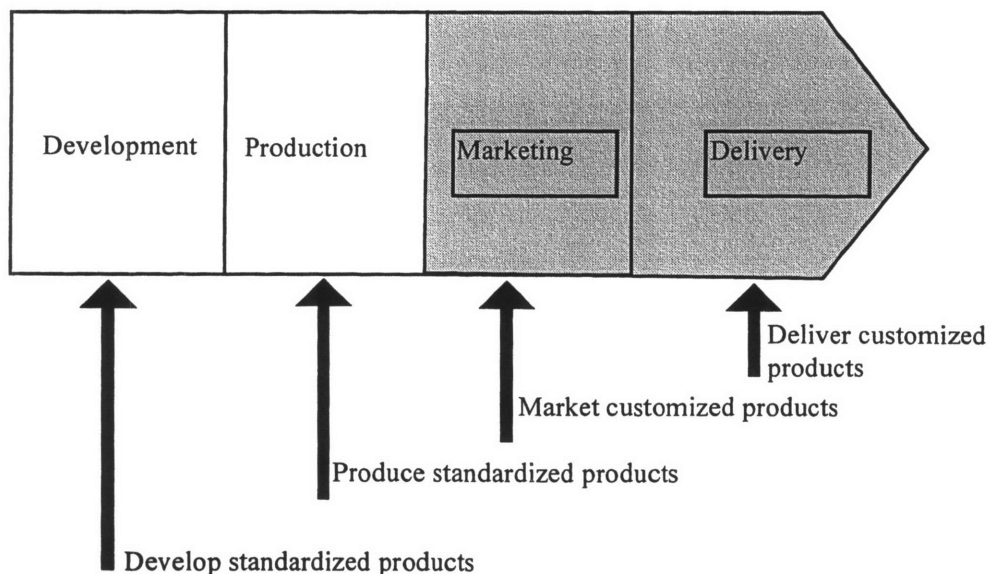 Development
Production
Marketing
Delivery
Deliver customized
products
Market customized products
Produce standardized products
Develop standardized products